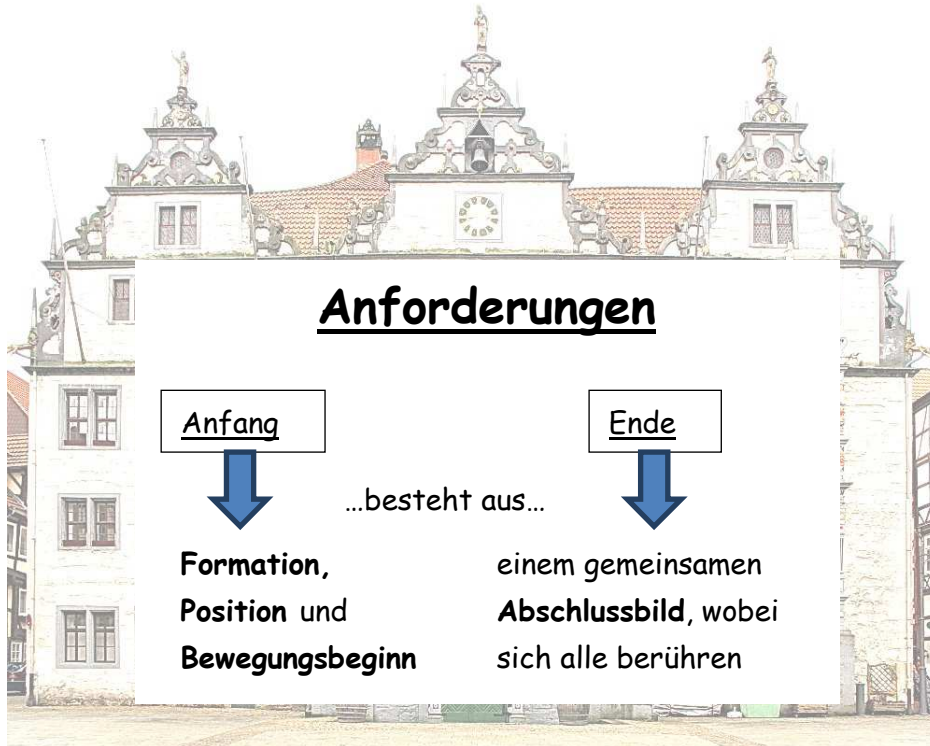 Anforderungen
Anfang
Ende
…besteht aus…
Formation,
Position und
Bewegungsbeginn
einem gemeinsamen
Abschlussbild, wobei
sich alle berühren